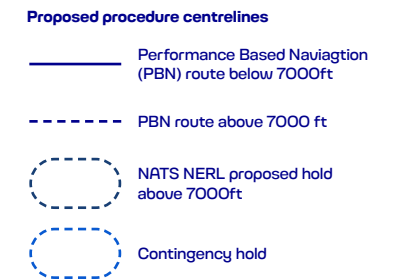 Proposed procedure centrelines
Performance Based Naviagtion
(PBN) route below 7000ft
PBN route above 7000 ft
NATS NERL proposed hold
above 7000ft
Contingency hold